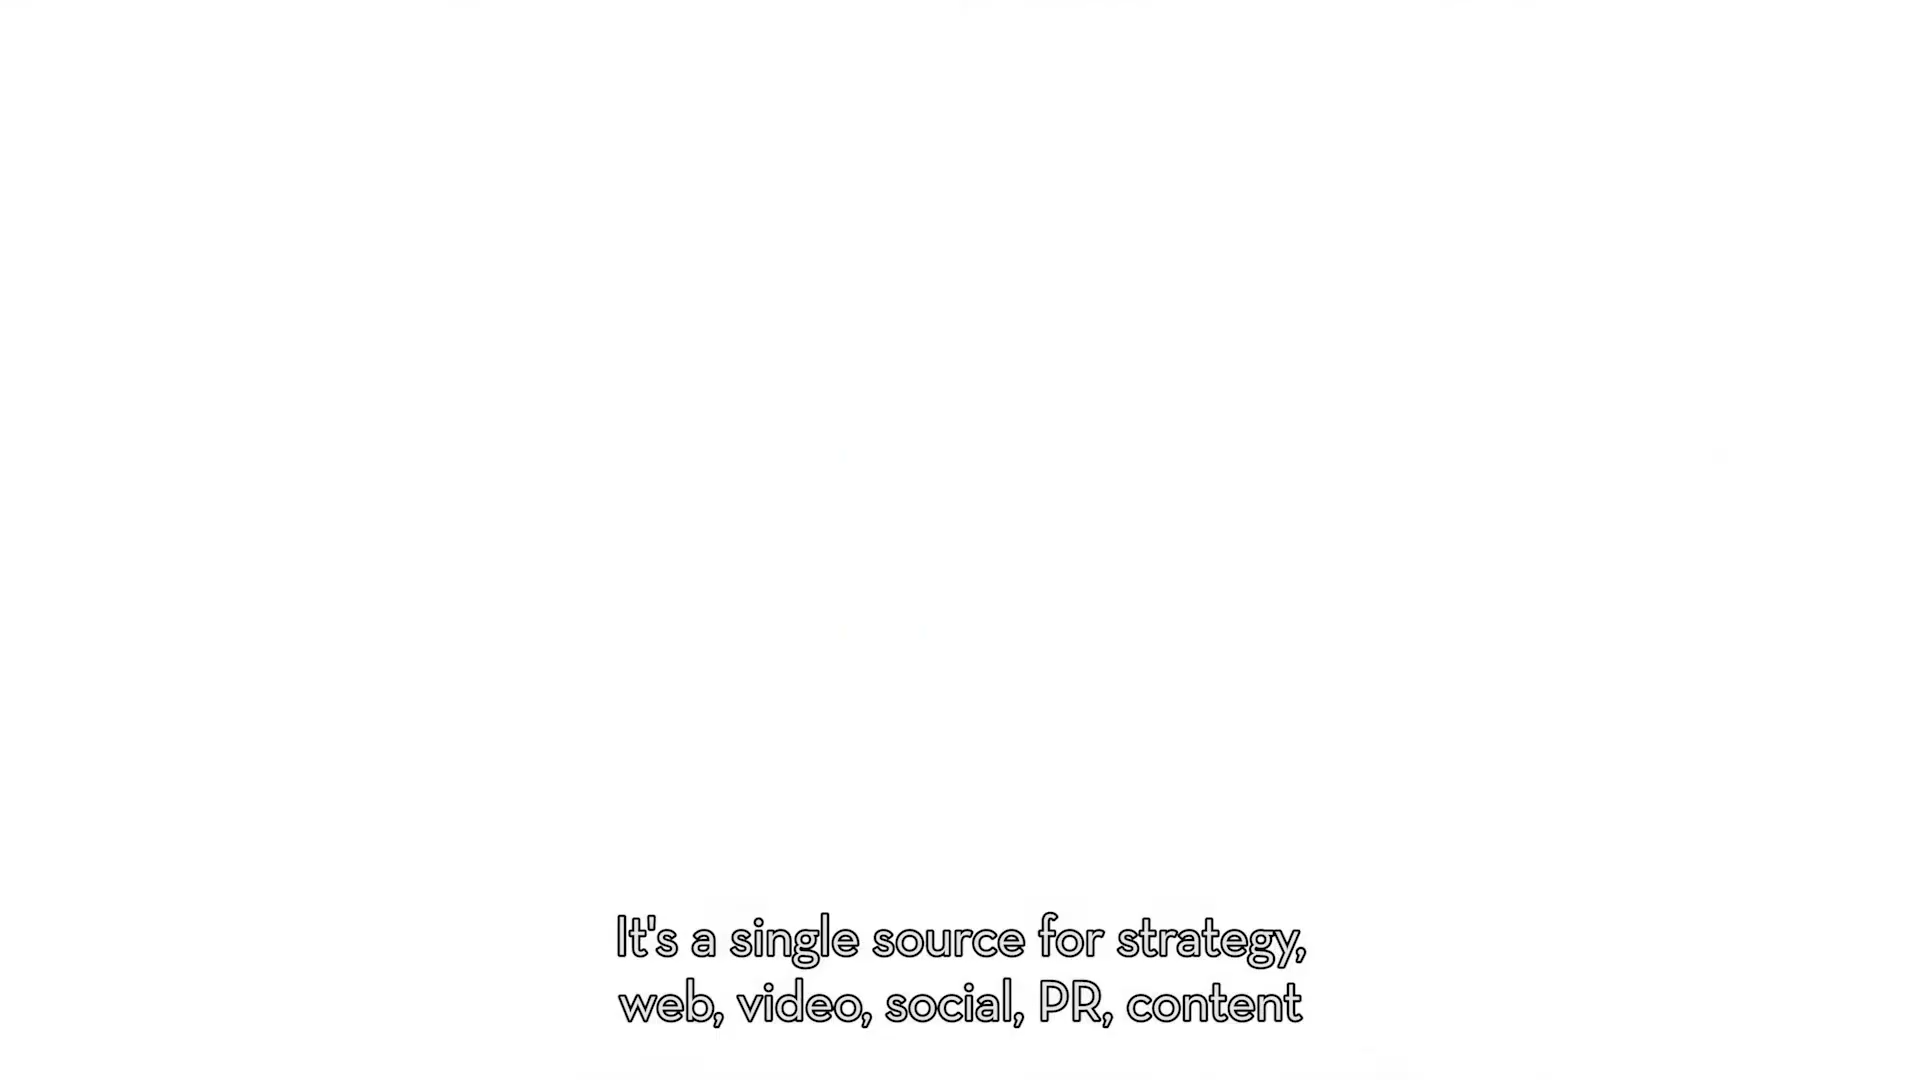 It's a single source for strategy,
web, video, social, PR, content